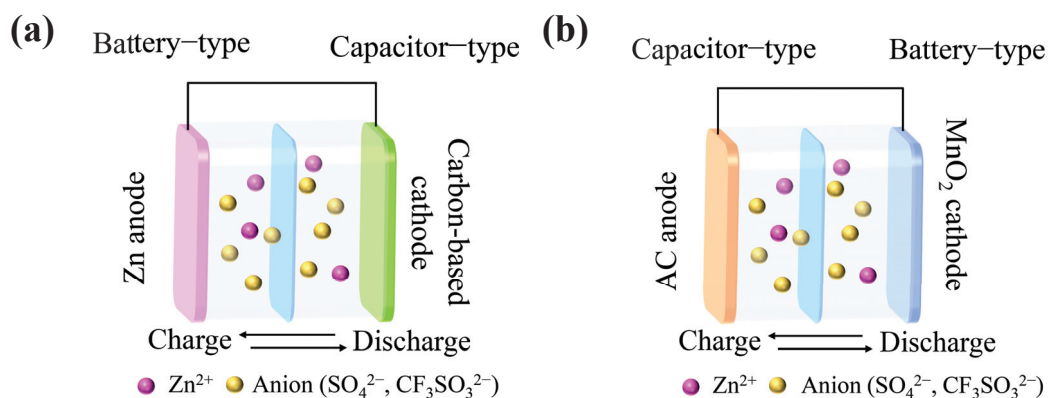 (a)
Battery−type
Capacitor−type
Zn anode
Carbon-based
cathode
Charge
Discharge
Zn²⁺
Anion (SO₄²⁻, CF₃SO₃²⁻)
(b)
Capacitor−type
Battery−type
AC anode
MnO₂ cathode
Charge
Discharge
Zn²⁺
Anion (SO₄²⁻, CF₃SO₃²⁻)